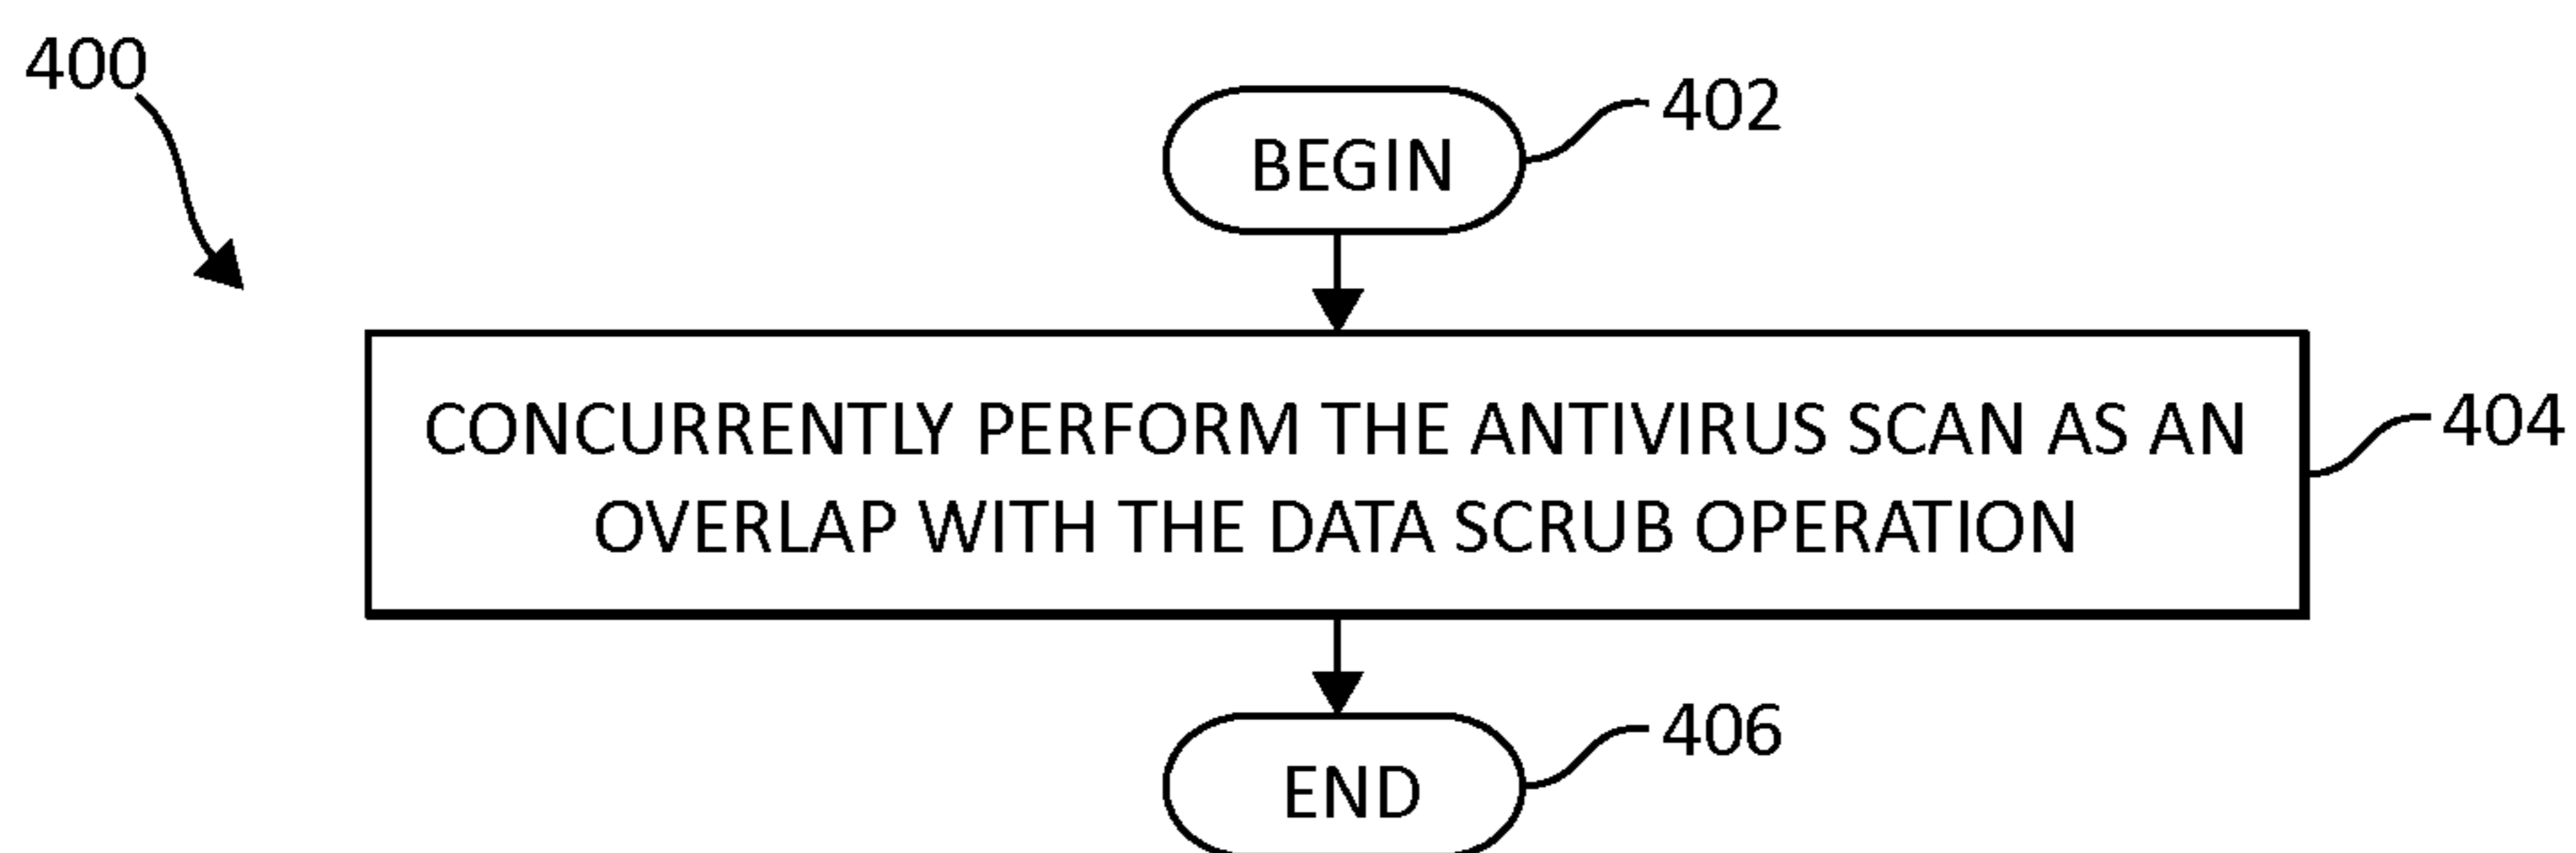 400
402
BEGIN
CONCURRENTLY PERFORM THE ANTIVIRUS SCAN AS AN
OVERLAP WITH THE DATA SCRUB OPERATION
404
406
END